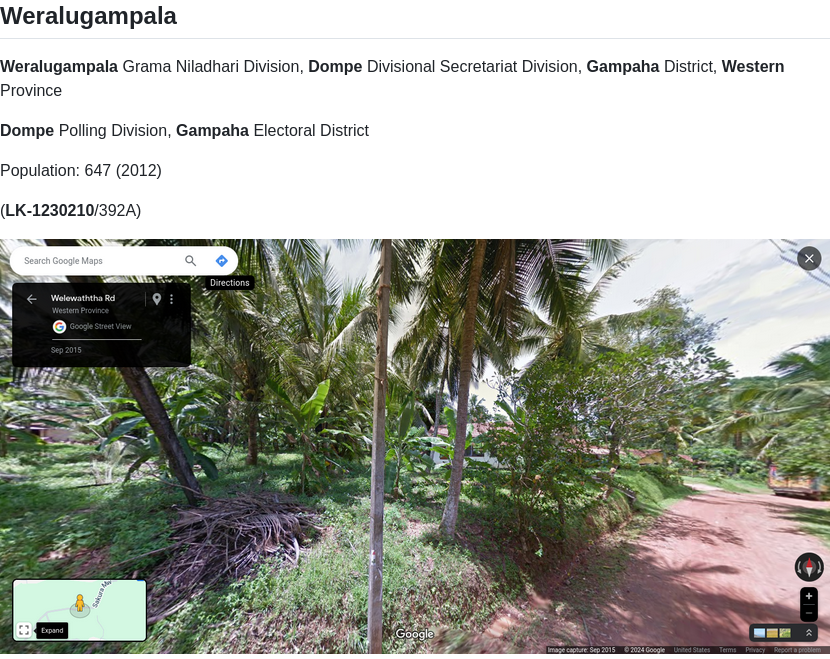 Weralugampala
Weralugampala Grama Niladhari Division, Dompe Divisional Secretariat Division, Gampaha District, Western
Province
Dompe Polling Division, Gampaha Electoral District
Population: 647 (2012)
(LK-1230210/392A)
Search Google Maps
Directions
Welewaththa Rd
Western Province
Google Street View
Sep 2015
Sakura Mw
Expand
Google
Image capture: Sep 2015 © 2024 Google United States Terms Privacy Report a problem